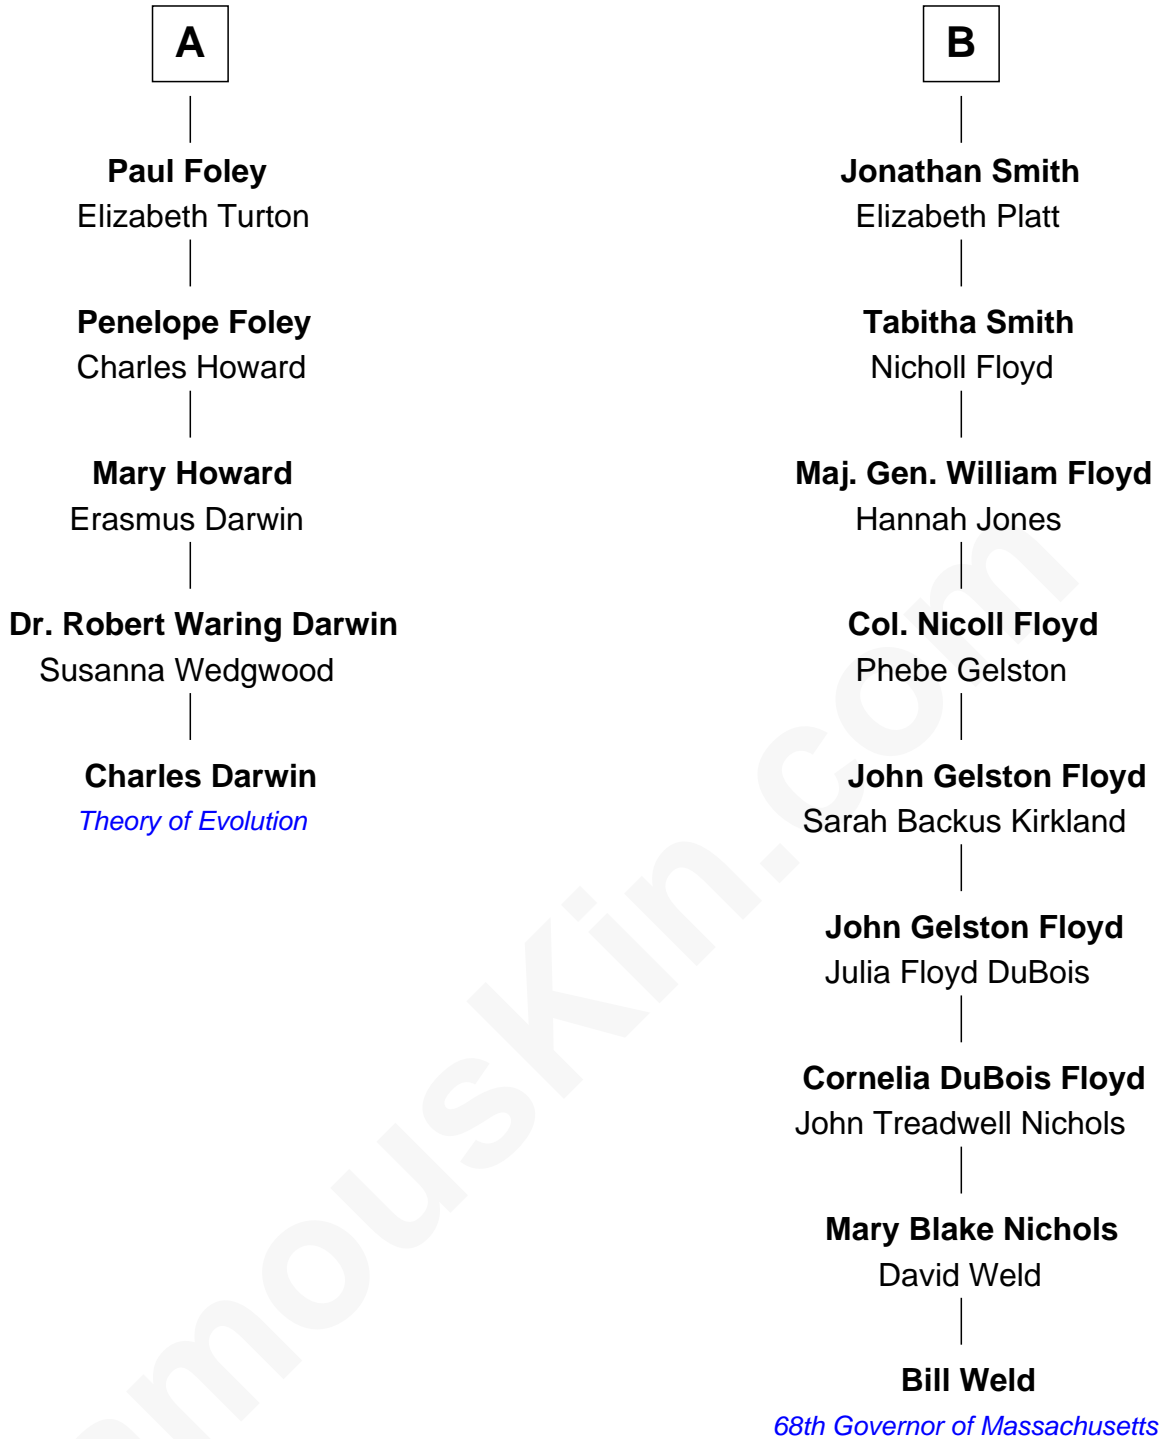 A
Paul Foley
Elizabeth Turton
Penelope Foley
Charles Howard
Mary Howard
Erasmus Darwin
Dr. Robert Waring Darwin
Susanna Wedgwood
Charles Darwin
Theory of Evolution
B
Jonathan Smith
Elizabeth Platt
Tabitha Smith
Nicholl Floyd
Maj. Gen. William Floyd
Hannah Jones
Col. Nicoll Floyd
Phebe Gelston
John Gelston Floyd
Sarah Backus Kirkland
John Gelston Floyd
Julia Floyd DuBois
Cornelia DuBois Floyd
John Treadwell Nichols
Mary Blake Nichols
David Weld
Bill Weld
68th Governor of Massachusetts
amousKin.com